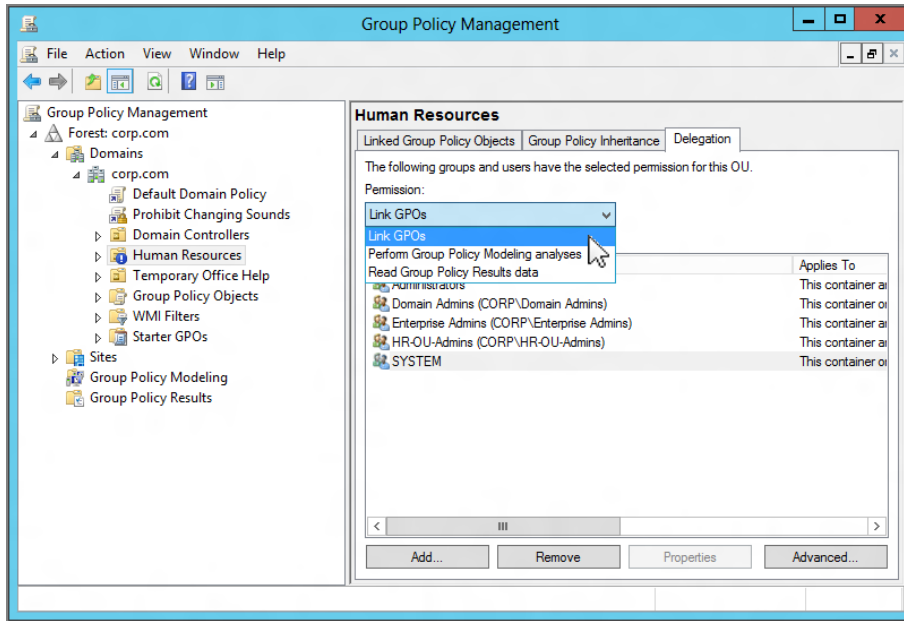 Group Policy Management
File Action View Window Help
Group Policy Management
Forest: corp.com
Domains
corp.com
Default Domain Policy
Prohibit Changing Sounds
Domain Controllers
Human Resources
Temporary Office Help
Group Policy Objects
WMI Filters
Starter GPOs
Sites
Group Policy Modeling
Group Policy Results
Human Resources
Linked Group Policy Objects Group Policy Inheritance Delegation
The following groups and users have the selected permission for this OU.
Permission:
Link GPOs
Link GPOs
Perform Group Policy Modeling analyses
Read Group Policy Results data
Applies To
Administrators This container a
Domain Admins (CORP\Domain Admins) This container o
Enterprise Admins (CORP\Enterprise Admins) This container a
HR-OU-Admins (CORP\HR-OU-Admins) This container a
SYSTEM This container o
Add... Remove Properties Advanced...